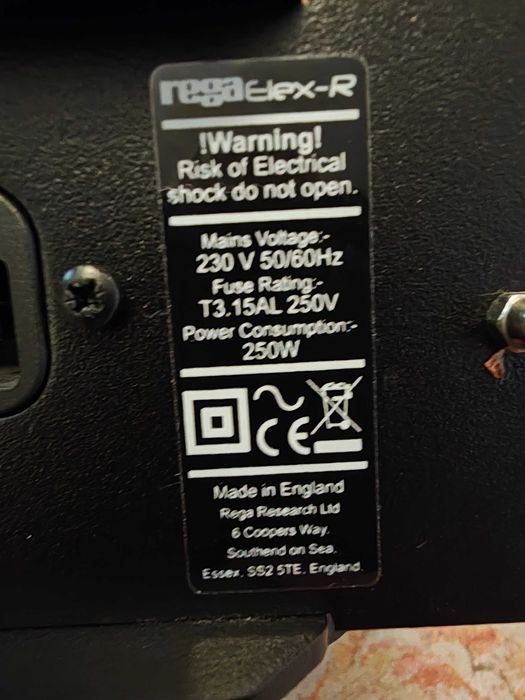 rega Elex-R
!Warning!
Risk of Electrical
shock do not open.
Mains Voltage:-
230 V 50/60Hz
Fuse Rating:-
T3.15AL 250V
Power Consumption:-
250W
CE
Made in England
Rega Research Ltd
6 Coopers Way,
Southend on Sea,
Essex, SS2 5TE, England.